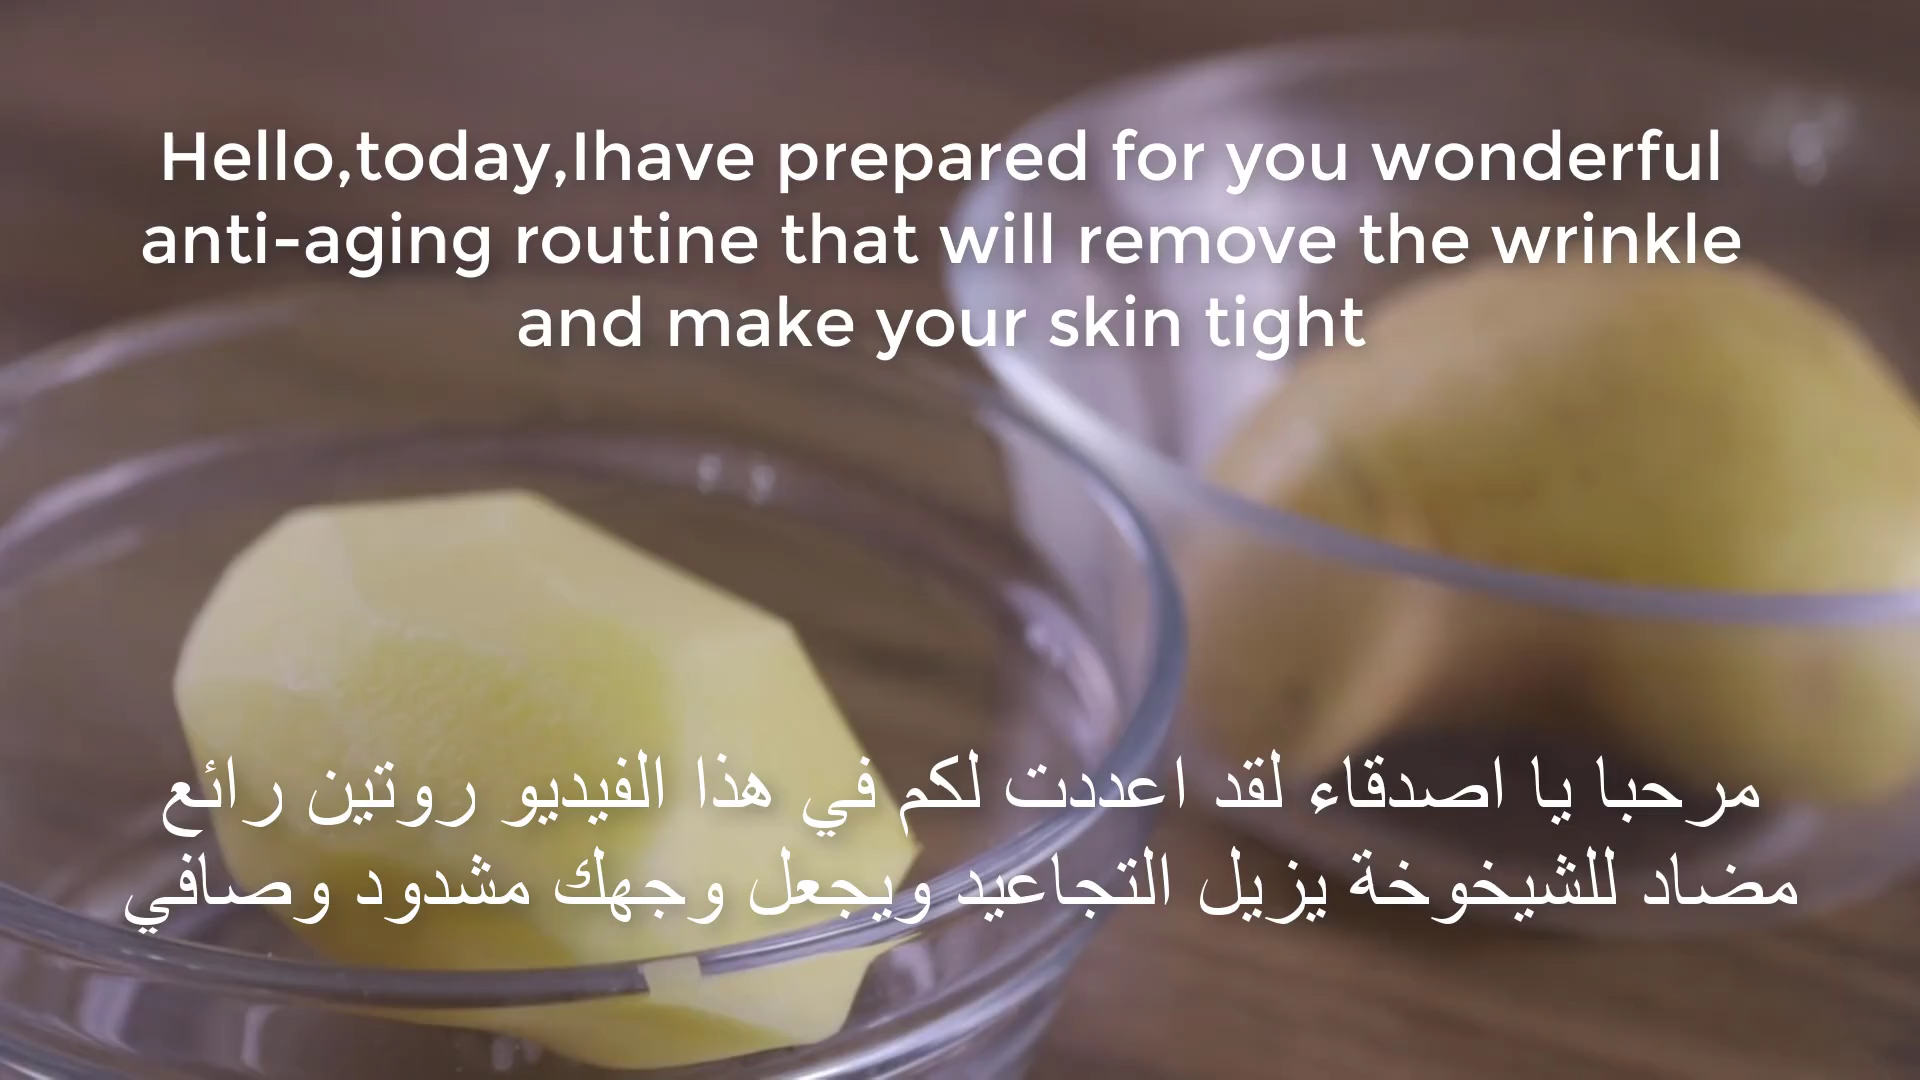 Hello,today,Ihave prepared for you wonderful
anti-aging routine that will remove the wrinkle
and make your skin tight
مرحبا يا اصدقاء لقد اعددت لكم في هذا الفيديو روتين رائع
مضاد للشيخوخة يزيل التجاعيد ويجعل وجهك مشدود وصافي